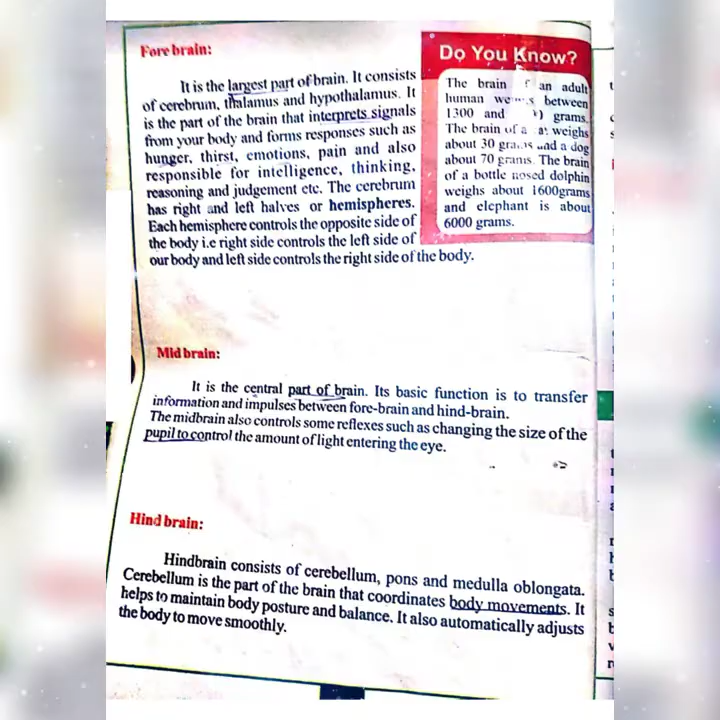 Fore brain:
It is the largest part of brain. It consists
of cerebrum, thalamus and hypothalamus. It
is the part of the brain that interprets signals
from your body and forms responses such as
hunger, thirst, emotions, pain and also
responsible for intelligence, thinking,
reasoning and judgement etc. The cerebrum
has right and left halves or hemispheres.
Each hemisphere controls the opposite side of
the body i.e right side controls the left side of
our body and left side controls the right side of the body.
Do You Know?
The brain an adult
human between
1300 and grams.
The brain of a weighs
about 30 grams and a dog
about 70 grams. The brain
of a bottle nosed dolphin
weighs about 1600grams
and elephant is about
6000 grams.
Mid brain:
It is the central part of brain. Its basic function is to transfer
information and impulses between fore-brain and hind-brain.
The midbrain also controls some reflexes such as changing the size of the
pupil to control the amount of light entering the eye.
Hind brain:
Hindbrain consists of cerebellum, pons and medulla oblongata.
Cerebellum is the part of the brain that coordinates body movements. It
helps to maintain body posture and balance. It also automatically adjusts
the body to move smoothly.